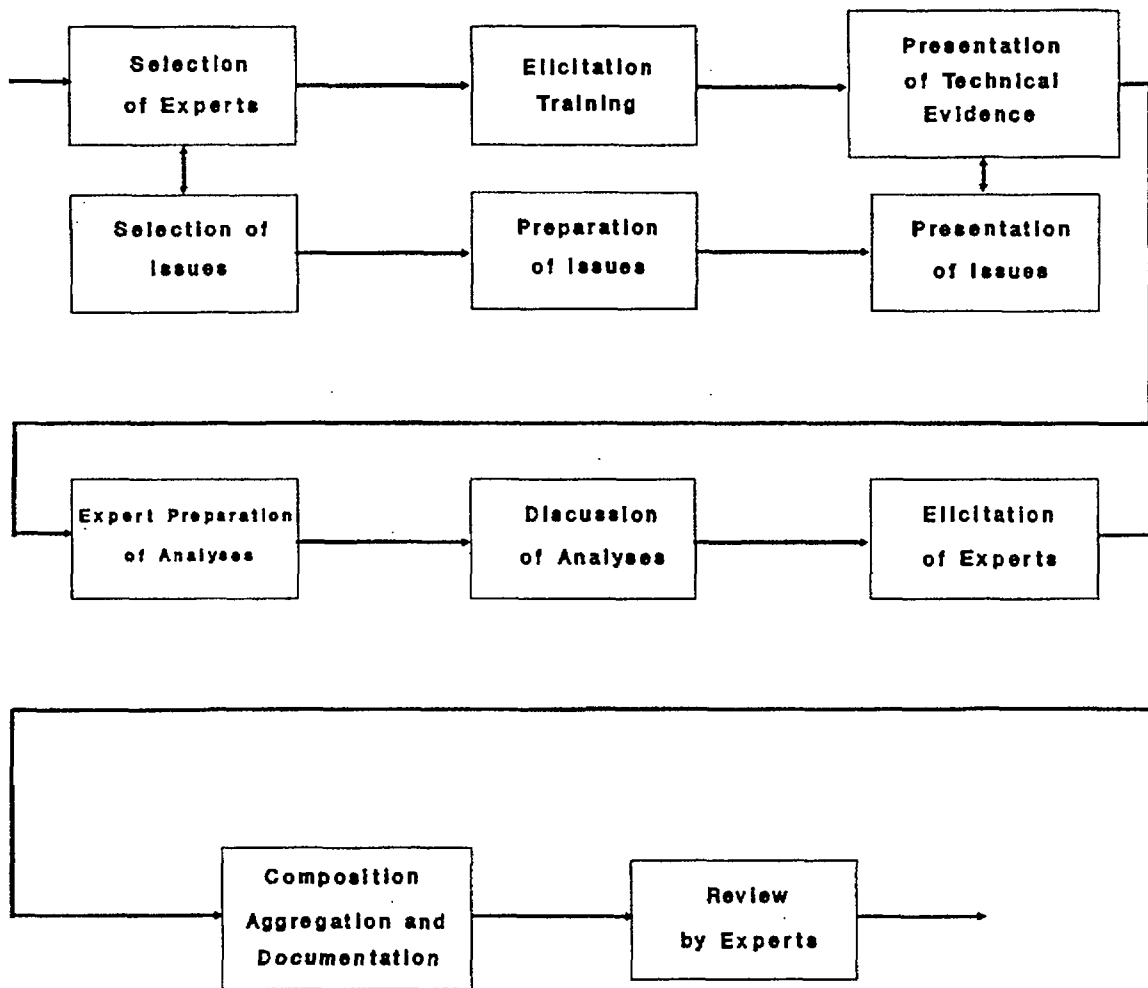 Selection
of Experts
Elicitation
Training
Presentation
of Technical
Evidence
Selection of
Issues
Preparation
of Issues
Presentation
of Issues
Expert Preparation
of Analyses
Discussion
of Analyses
Elicitation
of Experts
Composition
Aggregation and
Documentation
Review
by Experts